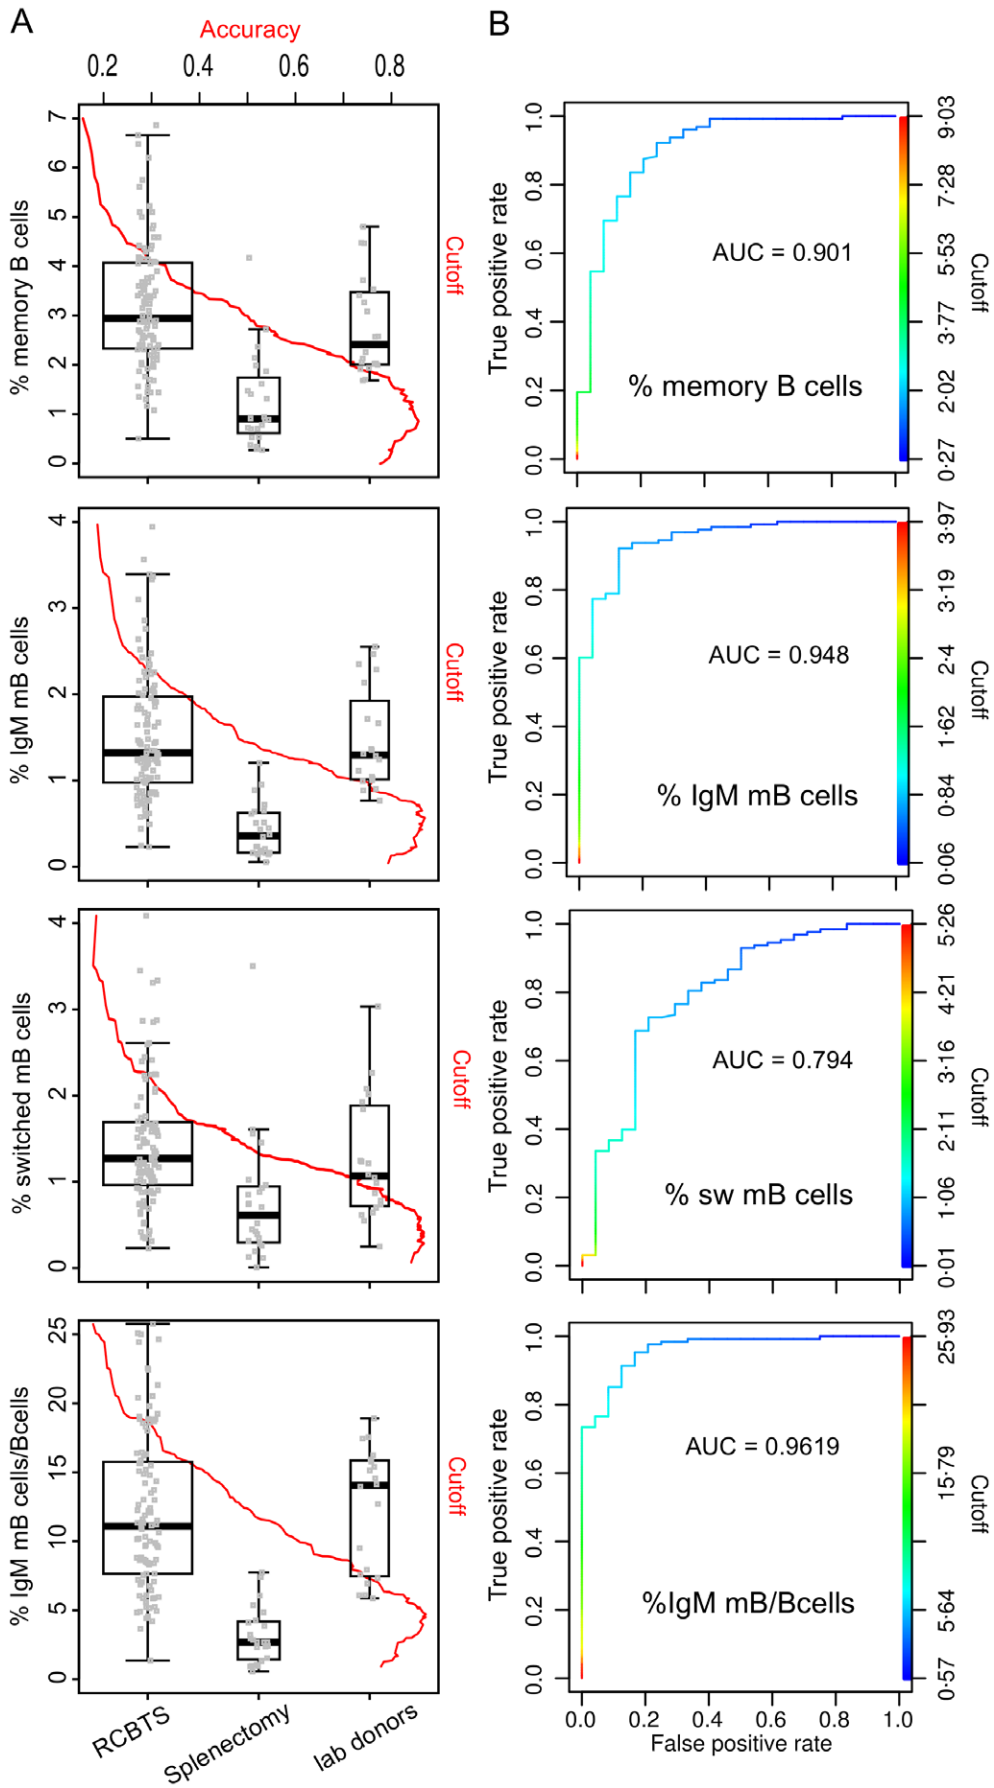 A
B
Accuracy
0.2 0.4 0.6 0.8
7
6
5
4
3
2
1
0
% memory B cells
Cutoff
1.0
0.8
0.6
0.4
0.2
0.0
True positive rate
AUC = 0.901
% memory B cells
9·03
7·28
5·53
3·77
2·02
0·27
Cutoff
4
3
2
1
0
% IgM mB cells
Cutoff
1.0
0.8
0.6
0.4
0.2
0.0
True positive rate
AUC = 0.948
% IgM mB cells
3·97
3·19
2·4
1·62
0·84
0·06
Cutoff
4
3
2
1
0
% switched mB cells
Cutoff
1.0
0.8
0.6
0.4
0.2
0.0
True positive rate
AUC = 0.794
% sw mB cells
5·26
4·21
3·16
2·11
1·06
0·01
Cutoff
25
20
15
10
5
0
% IgM mB cells/Bcells
Cutoff
RCBTS
Splenectomy
lab donors
1.0
0.8
0.6
0.4
0.2
0.0
True positive rate
AUC = 0.9619
%IgM mB/Bcells
25·93
15·79
5·64
0·57
Cutoff
0.0 0.2 0.4 0.6 0.8 1.0
False positive rate